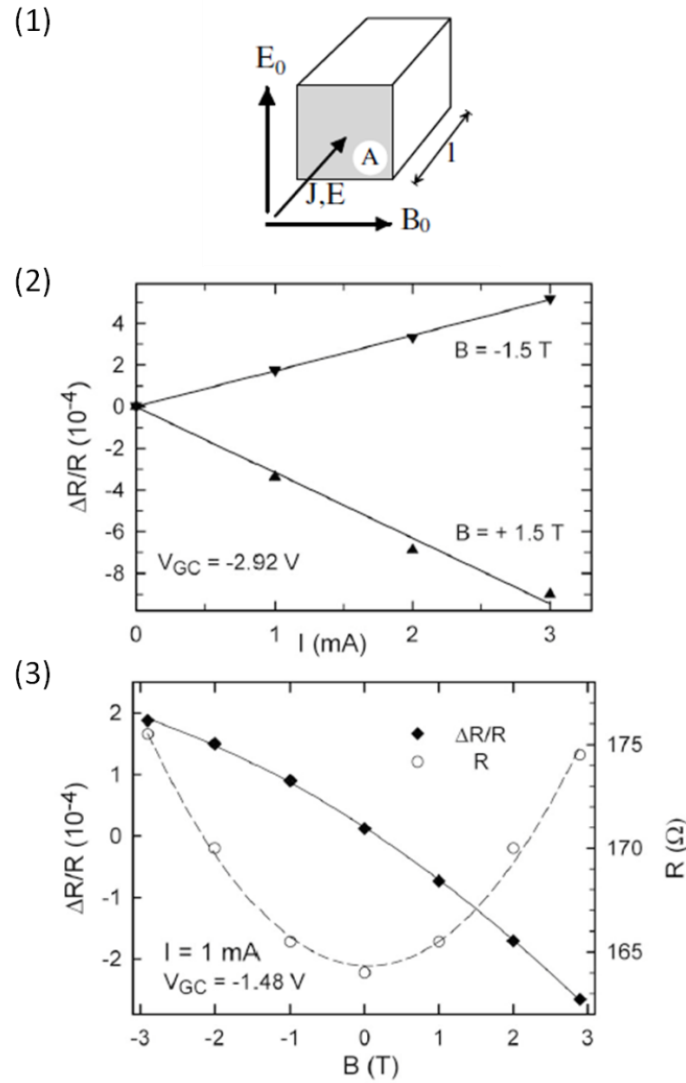 (1)
E₀
A
l
J,E
B₀
(2)
4
2
0
-2
-4
-6
-8
ΔR/R (10⁻⁴)
B = -1.5 T
B = + 1.5 T
V_GC = -2.92 V
0 1 2 3
I (mA)
(3)
2
1
0
-1
-2
ΔR/R (10⁻⁴)
ΔR/R
R
175
170
165
R (Ω)
I = 1 mA
V_GC = -1.48 V
-3 -2 -1 0 1 2 3
B (T)